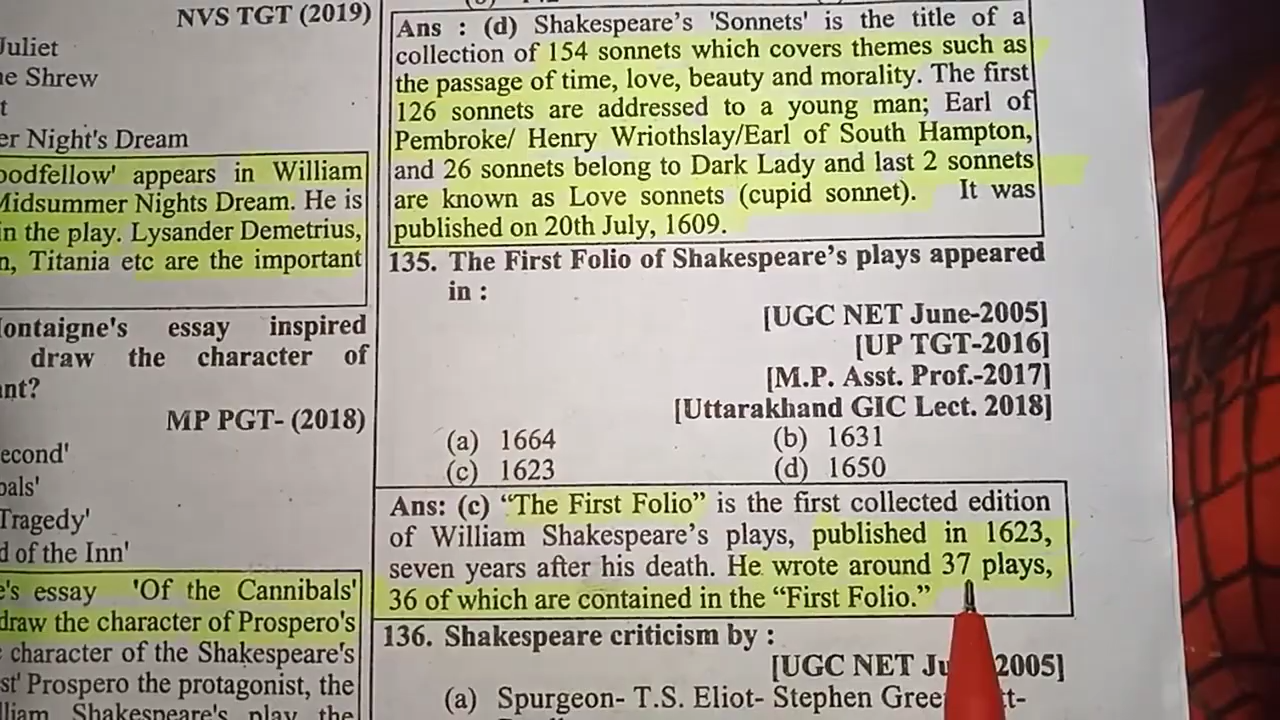 NVS TGT (2019)
Juliet
e Shrew
t
er Night's Dream
oodfellow' appears in William
Midsummer Nights Dream. He is
in the play. Lysander Demetrius,
n, Titania etc are the important
Montaigne's essay inspired
draw the character of
ant?
MP PGT- (2018)
econd'
bals'
Tragedy'
d of the Inn'
e's essay 'Of the Cannibals'
draw the character of Prospero's
character of the Shakespeare's
st' Prospero the protagonist, the
lliam Shakespeare's play the
Ans : (d) Shakespeare's 'Sonnets' is the title of a
collection of 154 sonnets which covers themes such as
the passage of time, love, beauty and morality. The first
126 sonnets are addressed to a young man; Earl of
Pembroke/ Henry Wriothslay/Earl of South Hampton,
and 26 sonnets belong to Dark Lady and last 2 sonnets
are known as Love sonnets (cupid sonnet). It was
published on 20th July, 1609.
135. The First Folio of Shakespeare's plays appeared
in :
[UGC NET June-2005]
[UP TGT-2016]
[M.P. Asst. Prof.-2017]
[Uttarakhand GIC Lect. 2018]
(a) 1664 (b) 1631
(c) 1623 (d) 1650
Ans: (c) "The First Folio" is the first collected edition
of William Shakespeare's plays, published in 1623,
seven years after his death. He wrote around 37 plays,
36 of which are contained in the "First Folio."
136. Shakespeare criticism by :
[UGC NET Ju 2005]
(a) Spurgeon- T.S. Eliot- Stephen Gree t-